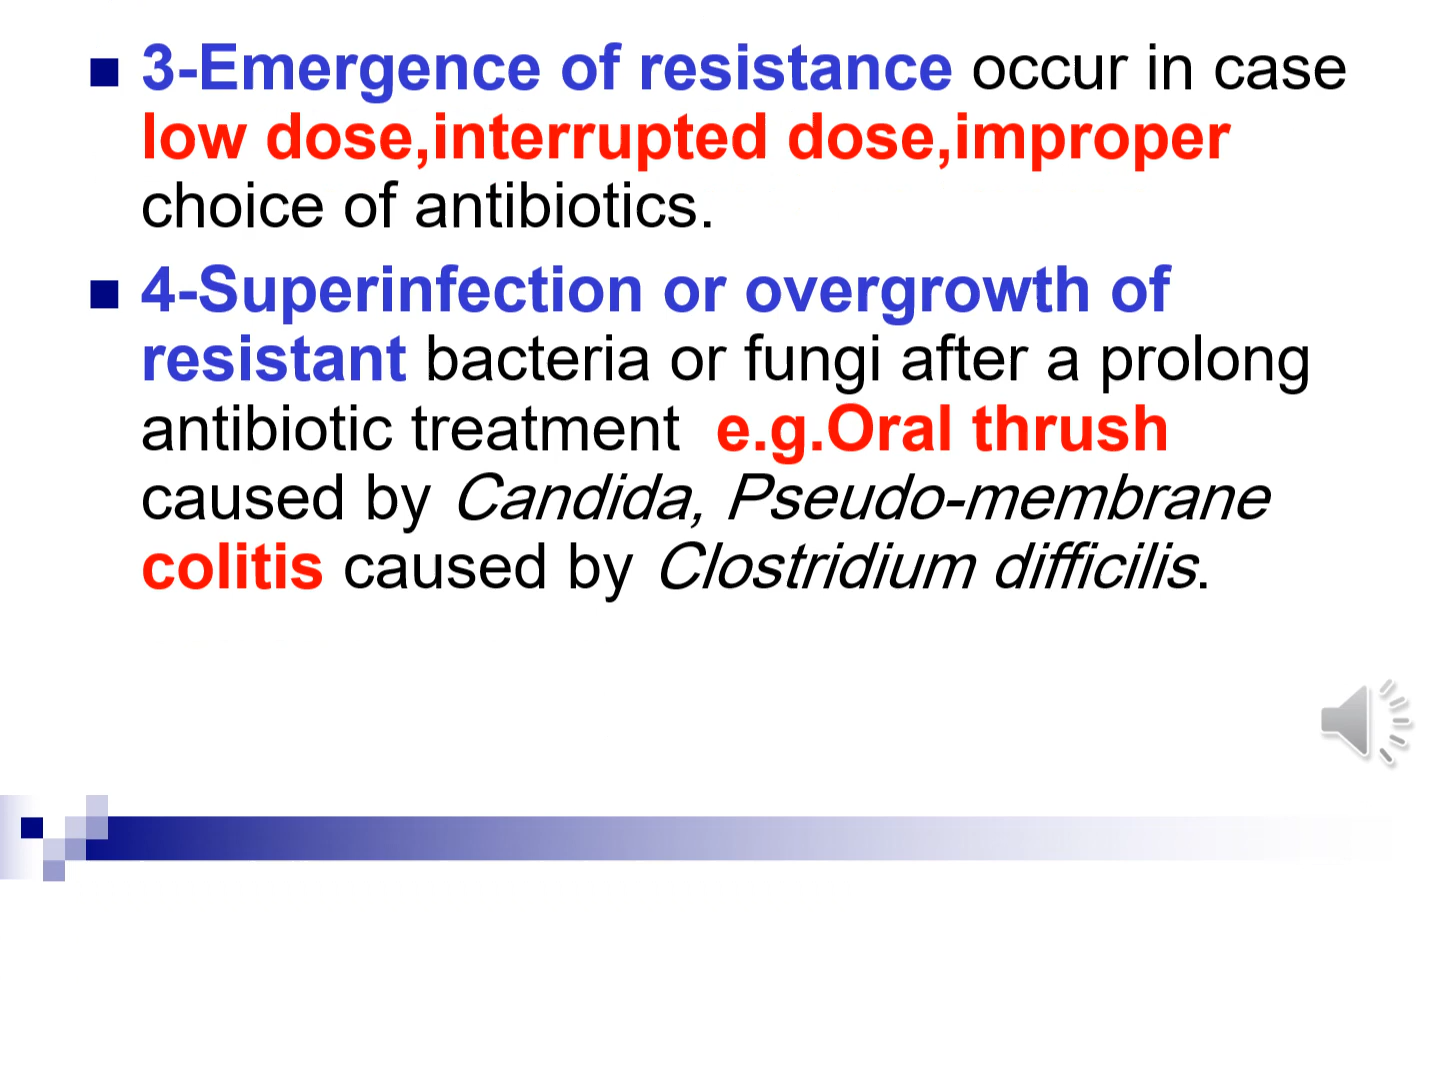 3-Emergence of resistance occur in case
low dose,interrupted dose,improper
choice of antibiotics.
4-Superinfection or overgrowth of
resistant bacteria or fungi after a prolong
antibiotic treatment  e.g.Oral thrush
caused by Candida, Pseudo-membrane
colitis caused by Clostridium difficilis.